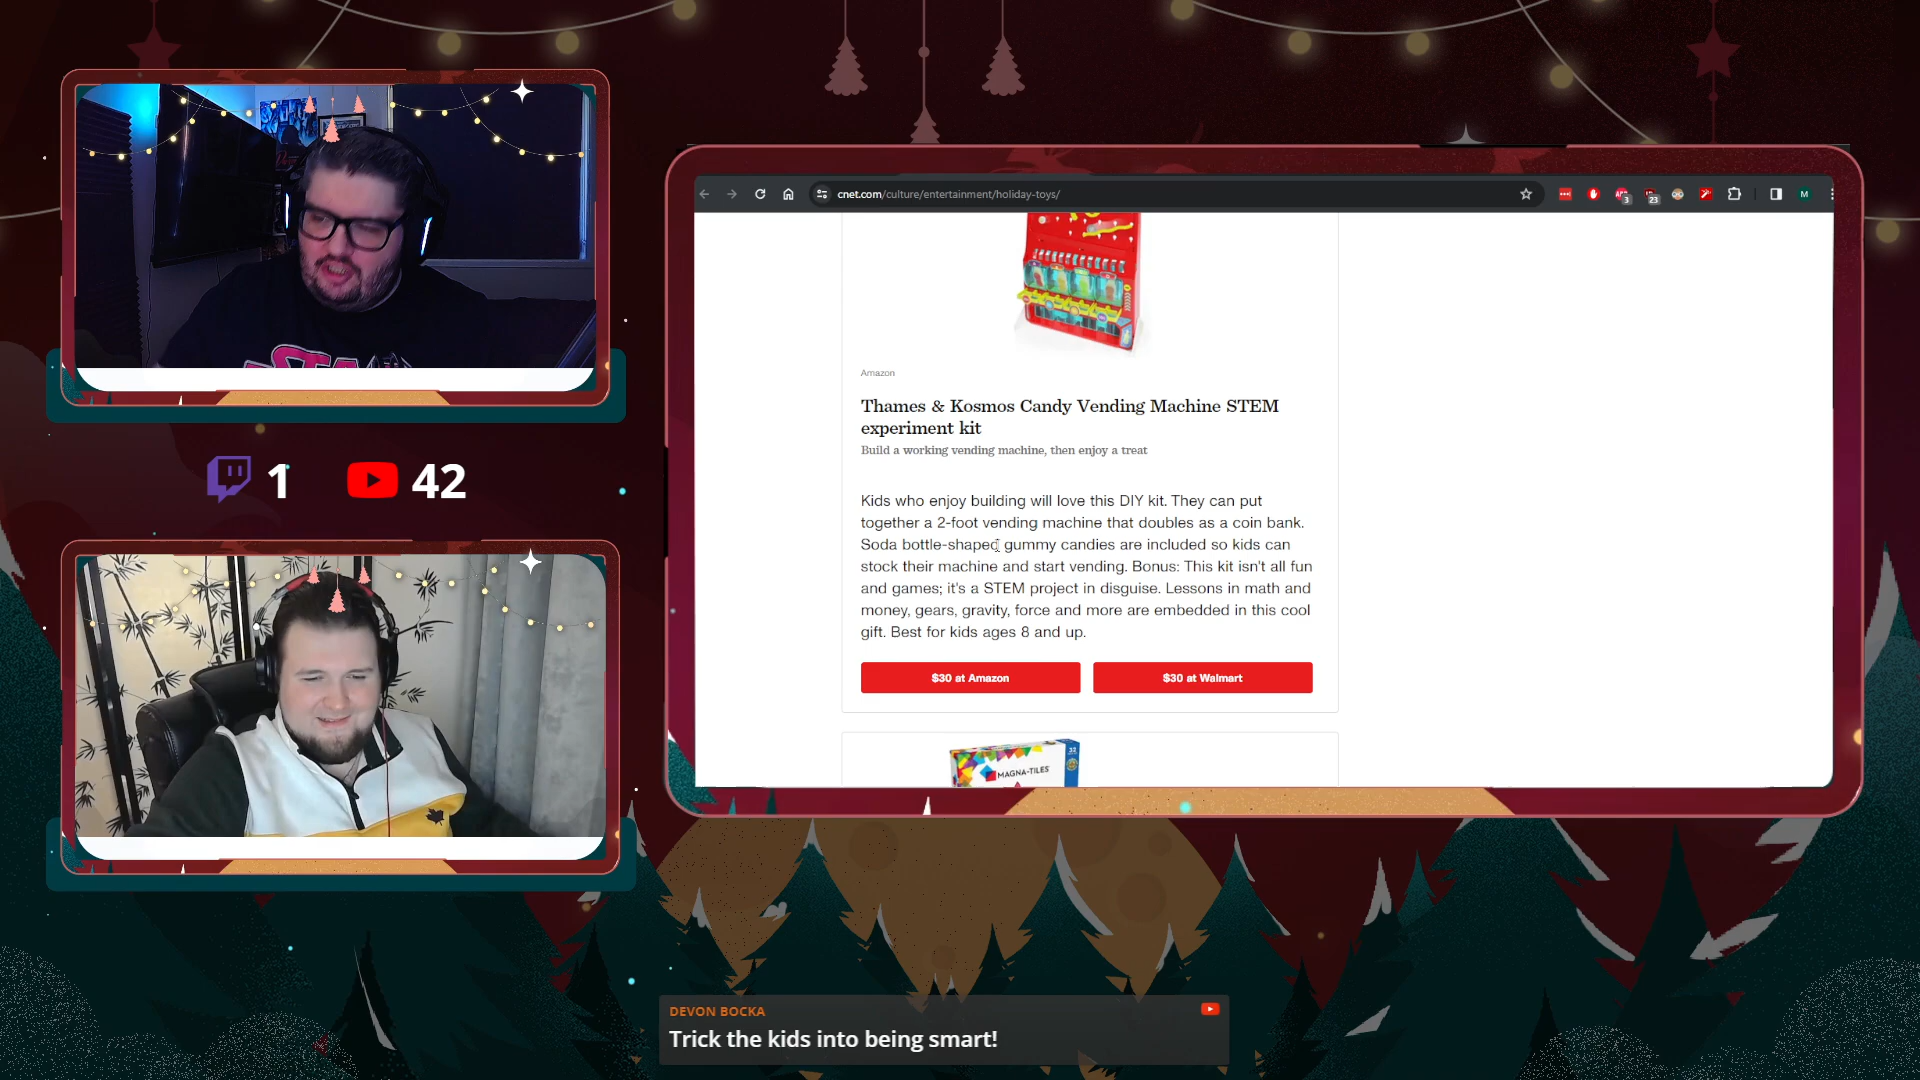 1 42
cnet.com/culture/entertainment/holiday-toys/
3
23
M
Amazon
Thames & Kosmos Candy Vending Machine STEM
experiment kit
Build a working vending machine, then enjoy a treat
Kids who enjoy building will love this DIY kit. They can put
together a 2-foot vending machine that doubles as a coin bank.
Soda bottle-shaped gummy candies are included so kids can
stock their machine and start vending. Bonus: This kit isn't all fun
and games; it's a STEM project in disguise. Lessons in math and
money, gears, gravity, force and more are embedded in this cool
gift. Best for kids ages 8 and up.
$30 at Amazon $30 at Walmart
MAGNA-TILES
DEVON BOCKA
Trick the kids into being smart!